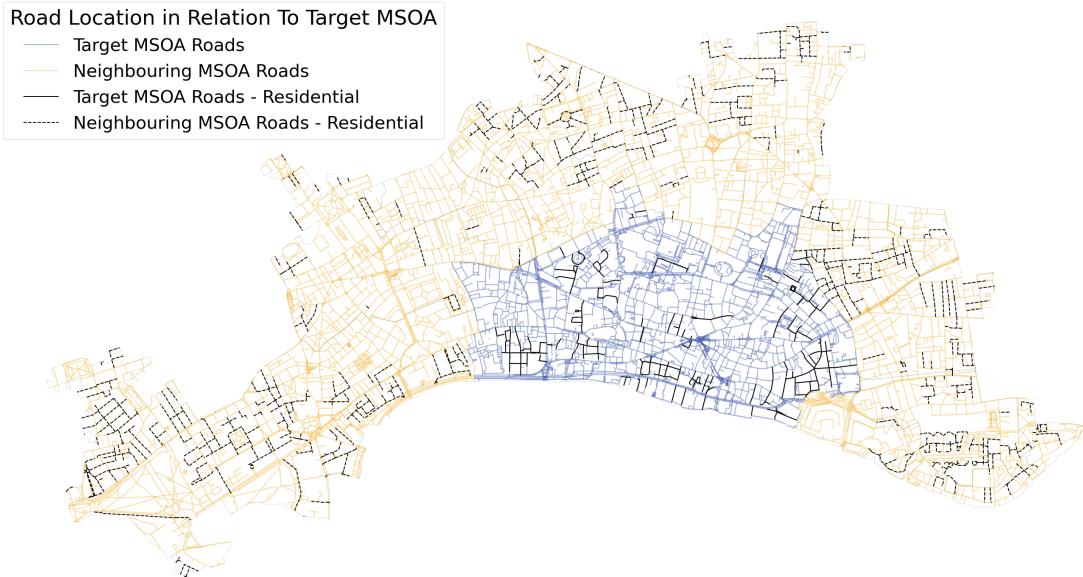 Road Location in Relation To Target MSOA
Target MSOA Roads
Neighbouring MSOA Roads
Target MSOA Roads - Residential
Neighbouring MSOA Roads - Residential